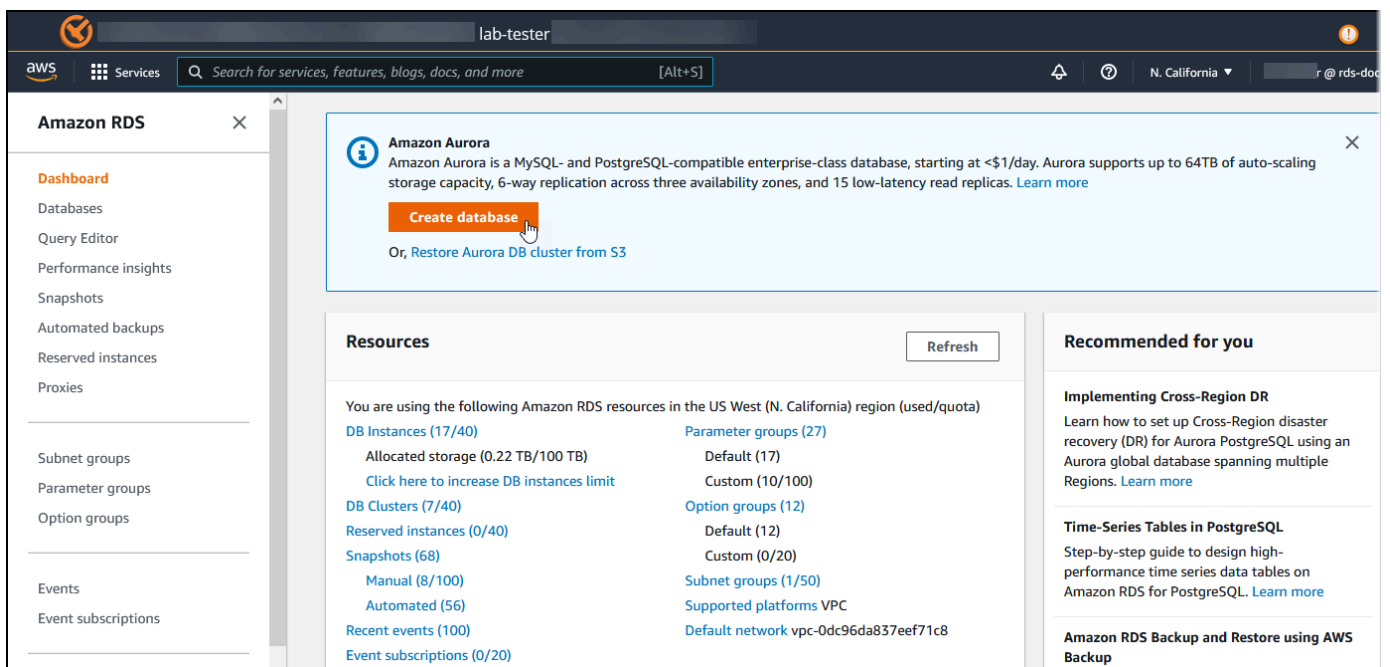 lab-tester
aws
Services
Search for services, features, blogs, docs, and more [Alt+S]
N. California ▼
r @ rds-doc
Amazon RDS
Dashboard
Databases
Query Editor
Performance insights
Snapshots
Automated backups
Reserved instances
Proxies
Subnet groups
Parameter groups
Option groups
Events
Event subscriptions
Amazon Aurora
Amazon Aurora is a MySQL- and PostgreSQL-compatible enterprise-class database, starting at <$1/day. Aurora supports up to 64TB of auto-scaling
storage capacity, 6-way replication across three availability zones, and 15 low-latency read replicas. Learn more
Create database
Or, Restore Aurora DB cluster from S3
Resources
Refresh
You are using the following Amazon RDS resources in the US West (N. California) region (used/quota)
DB Instances (17/40)
Allocated storage (0.22 TB/100 TB)
Click here to increase DB instances limit
DB Clusters (7/40)
Reserved instances (0/40)
Snapshots (68)
Manual (8/100)
Automated (56)
Recent events (100)
Event subscriptions (0/20)
Parameter groups (27)
Default (17)
Custom (10/100)
Option groups (12)
Default (12)
Custom (0/20)
Subnet groups (1/50)
Supported platforms VPC
Default network vpc-0dc96da837eef71c8
Recommended for you
Implementing Cross-Region DR
Learn how to set up Cross-Region disaster
recovery (DR) for Aurora PostgreSQL using an
Aurora global database spanning multiple
Regions. Learn more
Time-Series Tables in PostgreSQL
Step-by-step guide to design high-
performance time series data tables on
Amazon RDS for PostgreSQL. Learn more
Amazon RDS Backup and Restore using AWS
Backup